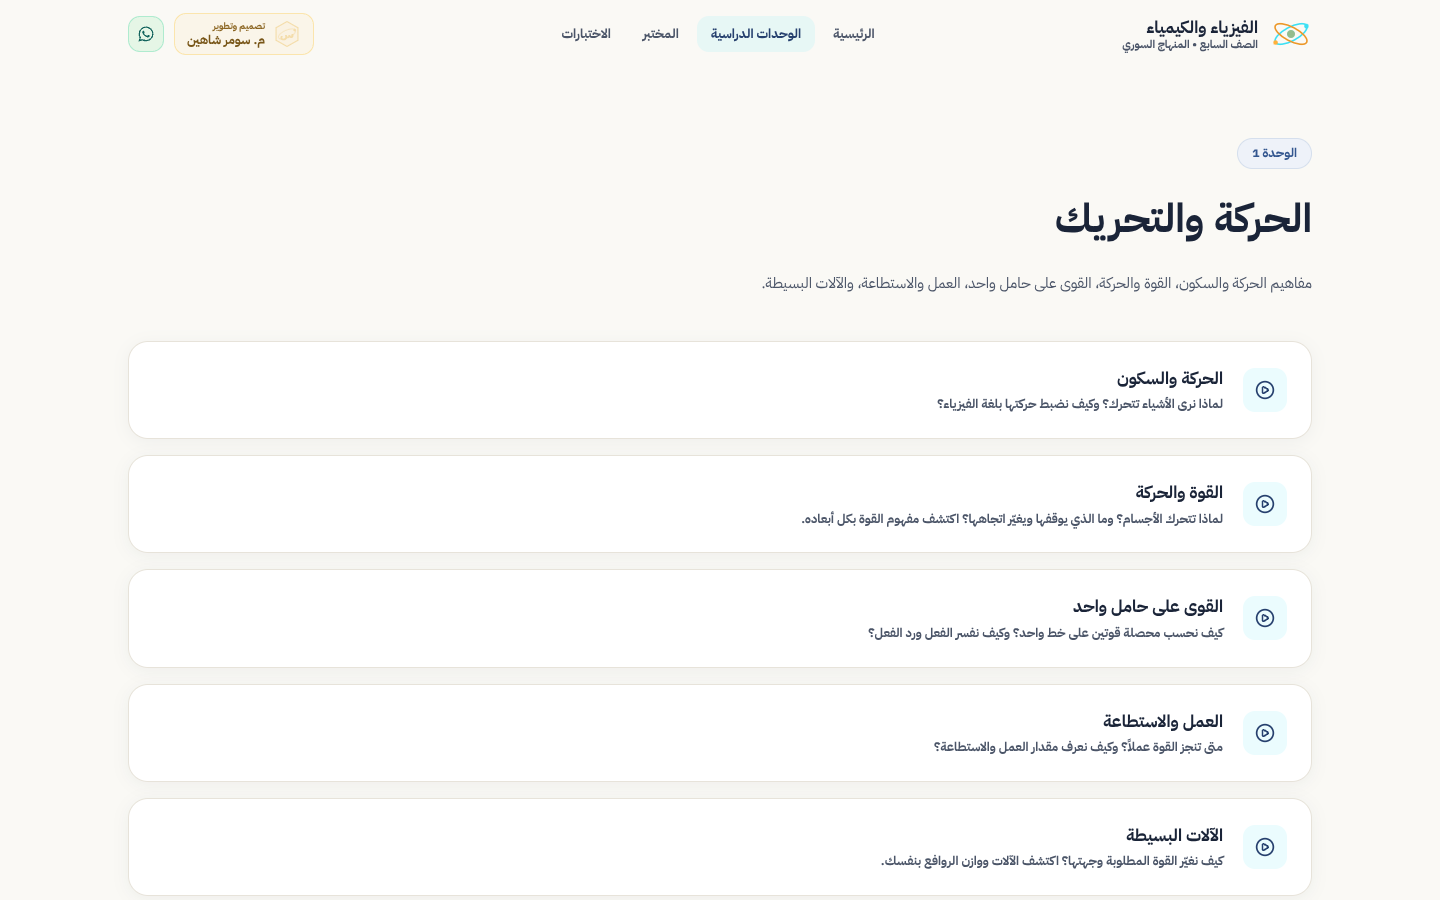 الفيزياء والكيمياء
الصف السابع • المنهاج السوري
الرئيسية
الوحدات الدراسية
المختبر
الاختبارات
تصميم وتطوير
م. سومر شاهين
الوحدة 1
الحركة والتحريك
مفاهيم الحركة والسكون، القوة والحركة، القوى على حامل واحد، العمل والاستطاعة، والآلات البسيطة.
الحركة والسكون
لماذا نرى الأشياء تتحرك؟ وكيف نضبط حركتها بلغة الفيزياء؟
القوة والحركة
لماذا تتحرك الأجسام؟ وما الذي يوقفها ويغيّر اتجاهها؟ اكتشف مفهوم القوة بكل أبعاده.
القوى على حامل واحد
كيف نحسب محصلة قوتين على خط واحد؟ وكيف نفسر الفعل ورد الفعل؟
العمل والاستطاعة
متى تنجز القوة عملاً؟ وكيف نعرف مقدار العمل والاستطاعة؟
الآلات البسيطة
كيف نغيّر القوة المطلوبة وجهتها؟ اكتشف الآلات ووازن الروافع بنفسك.